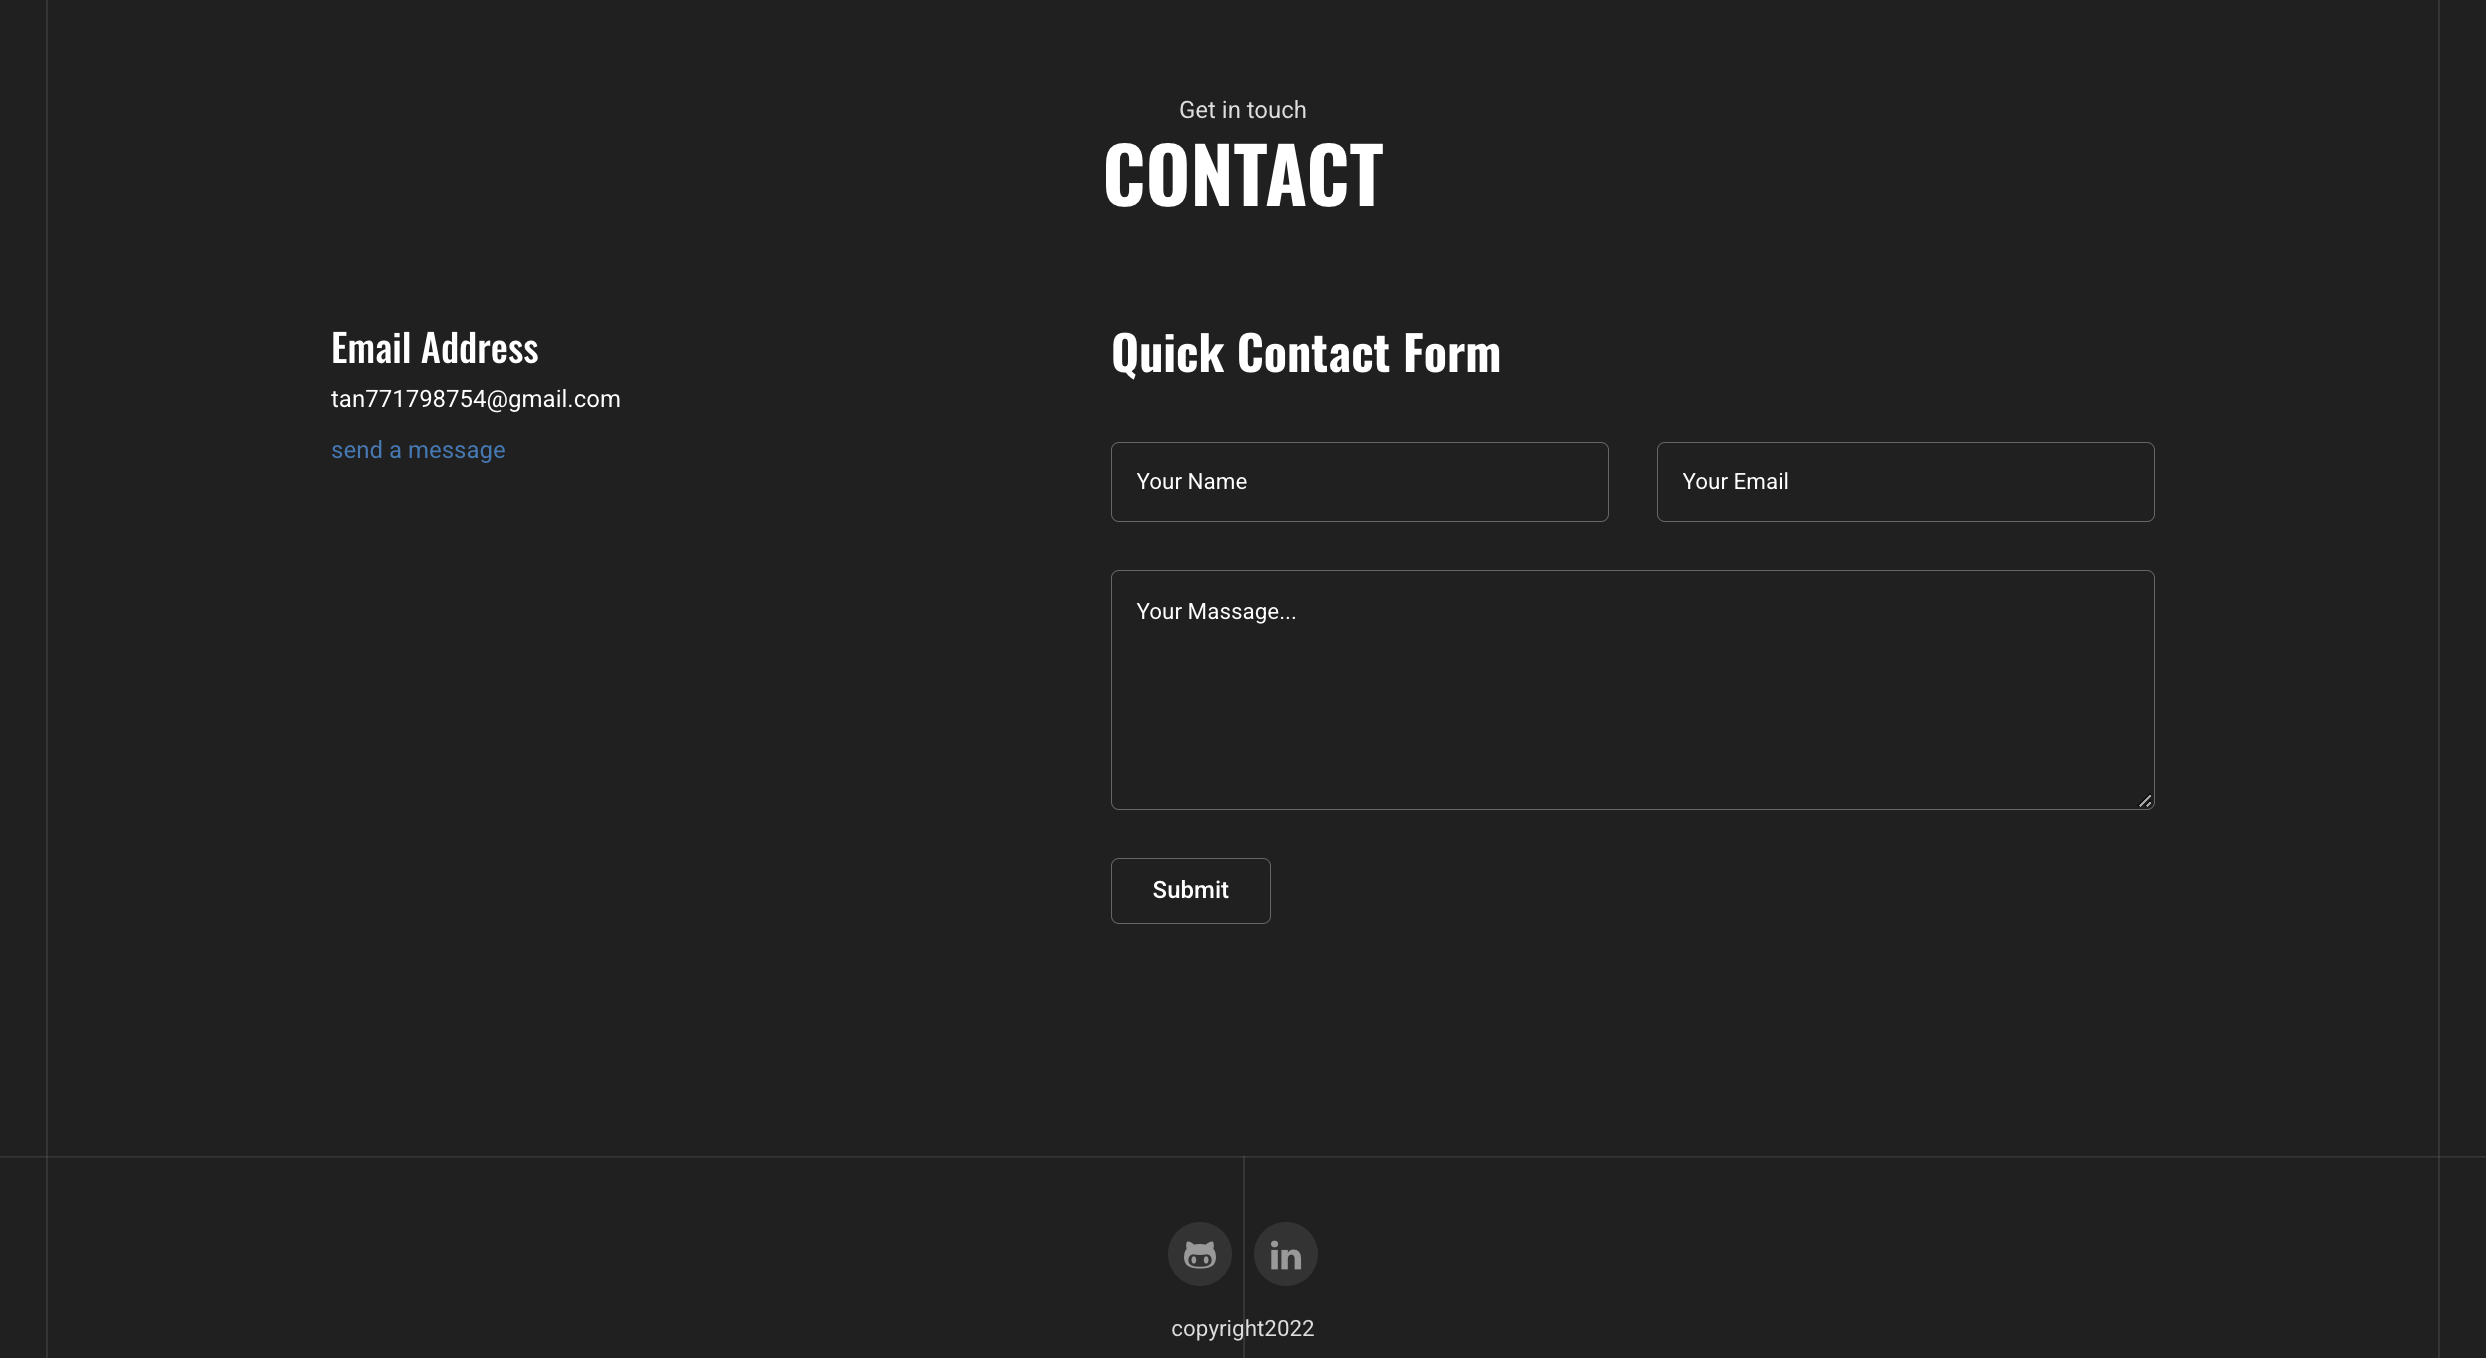 Get in touch
CONTACT
Email Address
tan771798754@gmail.com
send a message
Quick Contact Form
Your Name
Your Email
Your Massage...
Submit
in
copyright2022